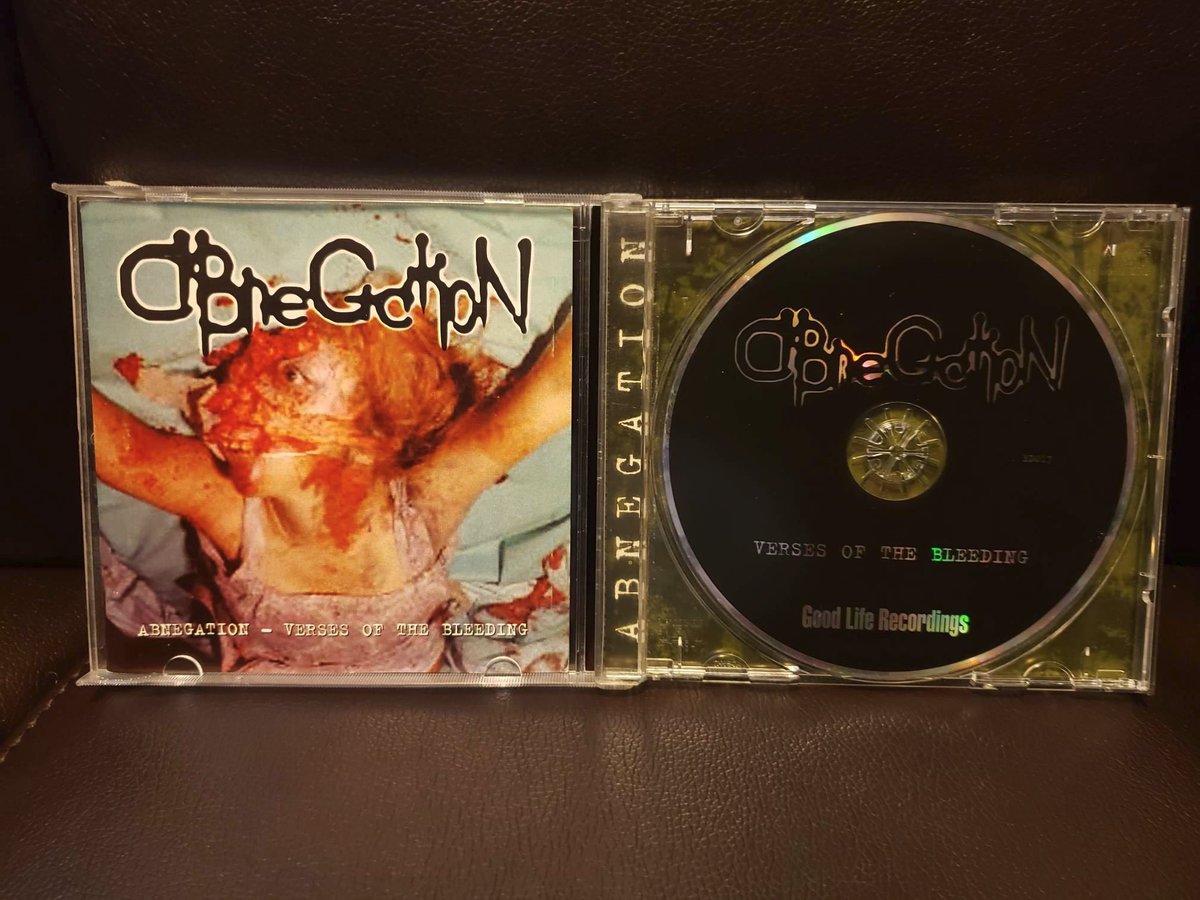 ABNEGATION
ABNEGATION - VERSES OF THE BLEEDING
ABNEGATION
ABNEGATION
VERSES OF THE BLEEDING
Good Life Recordings